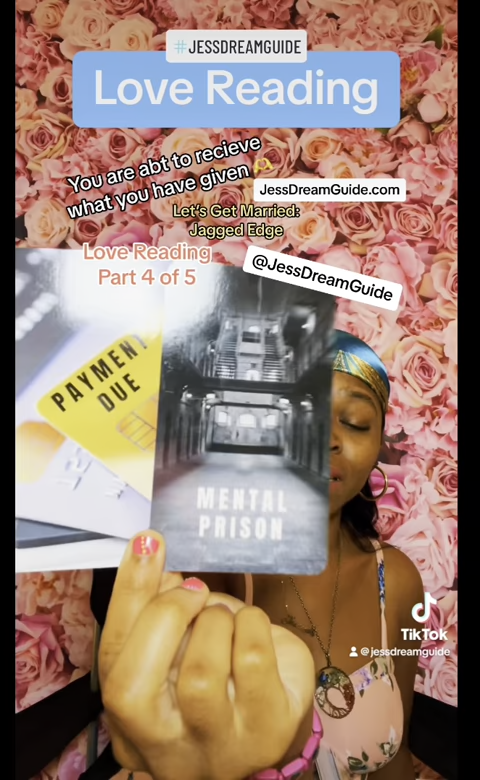 #JESSDREAMGUIDE
Love Reading
You are abt to recieve
what you have given
JessDreamGuide.com
Let's Get Married:
Jagged Edge
Love Reading
Part 4 of 5
@JessDreamGuide
PAYMENT
DUE
MENTAL
PRISON
TikTok
@jessdreamguide